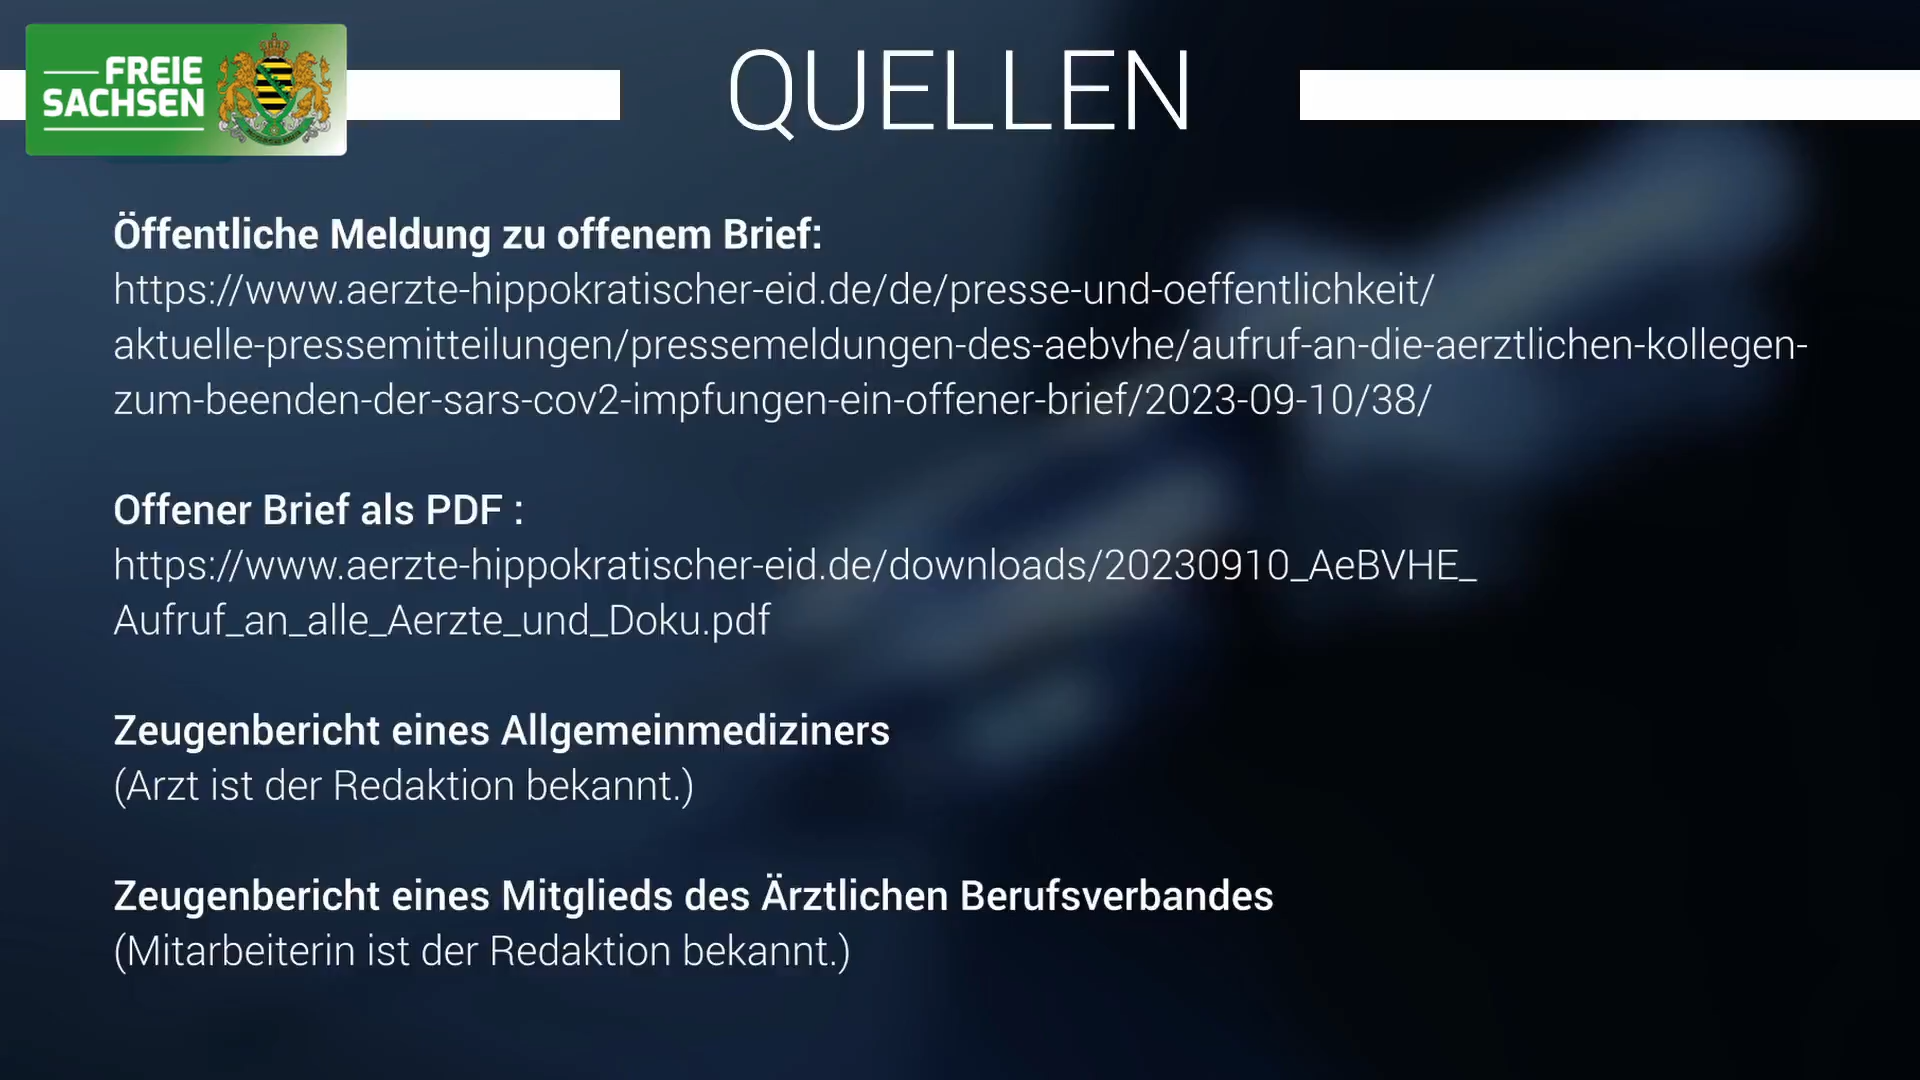 FREIE
SACHSEN
QUELLEN
Öffentliche Meldung zu offenem Brief:
https://www.aerzte-hippokratischer-eid.de/de/presse-und-oeffentlichkeit/
aktuelle-pressemitteilungen/pressemeldungen-des-aebvhe/aufruf-an-die-aerztlichen-kollegen-
zum-beenden-der-sars-cov2-impfungen-ein-offener-brief/2023-09-10/38/
Offener Brief als PDF :
https://www.aerzte-hippokratischer-eid.de/downloads/20230910_AeBVHE_
Aufruf_an_alle_Aerzte_und_Doku.pdf
Zeugenbericht eines Allgemeinmediziners
(Arzt ist der Redaktion bekannt.)
Zeugenbericht eines Mitglieds des Ärztlichen Berufsverbandes
(Mitarbeiterin ist der Redaktion bekannt.)